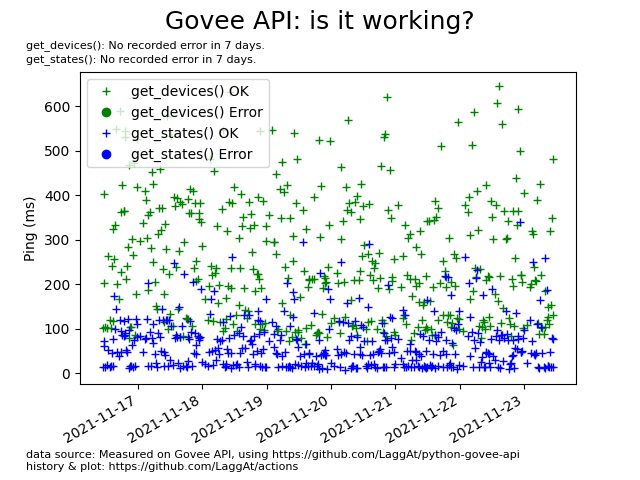 Govee API: is it working?
get_devices(): No recorded error in 7 days.
get_states(): No recorded error in 7 days.
get_devices() OK
get_devices() Error
get_states() OK
get_states() Error
Ping (ms)
600
500
400
300
200
100
0
2021-11-17
2021-11-18
2021-11-19
2021-11-20
2021-11-21
2021-11-22
2021-11-23
data source: Measured on Govee API, using https://github.com/LaggAt/python-govee-api
history & plot: https://github.com/LaggAt/actions